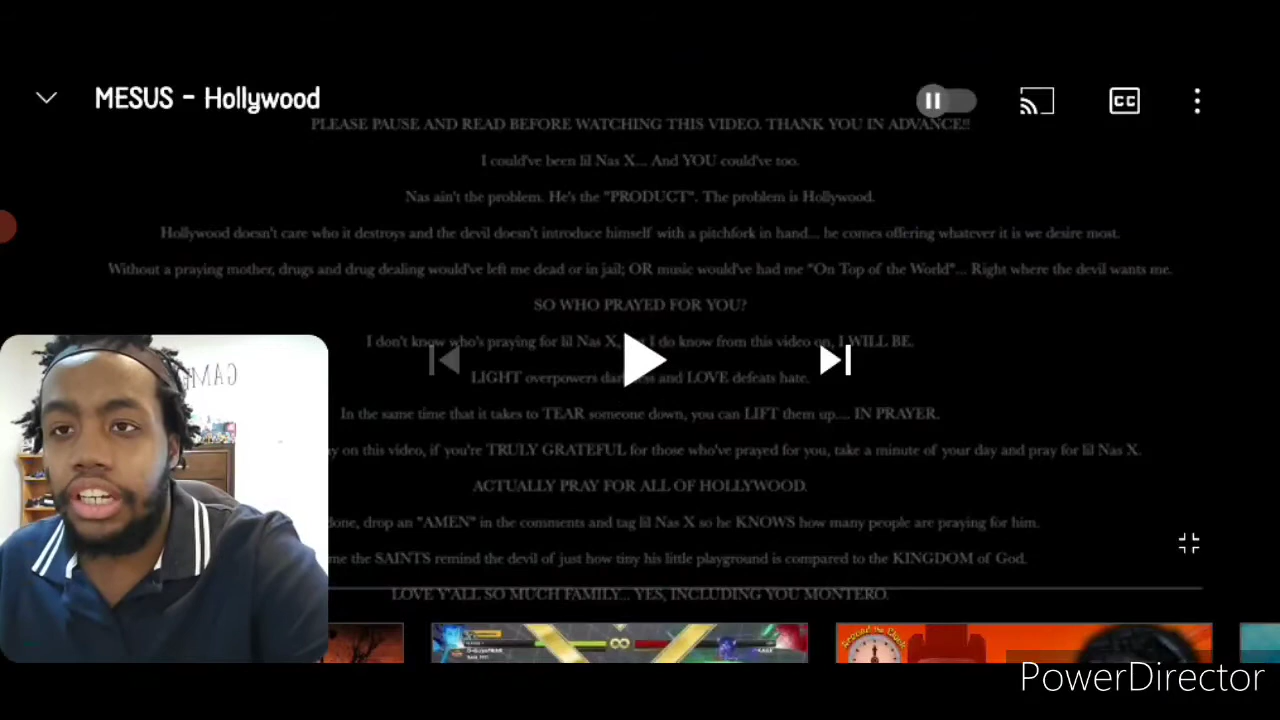 MESUS - Hollywood
CC
PLEASE PAUSE AND READ BEFORE WATCHING THIS VIDEO. THANK YOU IN ADVANCE!!
I could've been lil Nas X... And YOU could've too.
Nas ain't the problem. He's the "PRODUCT". The problem is Hollywood.
Hollywood doesn't care who it destroys and the devil doesn't introduce himself with a pitchfork in hand... he comes offering whatever it is we desire most.
Without a praying mother, drugs and drug dealing would've left me dead or in jail; OR music would've had me "On Top of the World"... Right where the devil wants me.
SO WHO PRAYED FOR YOU?
I don't know who's praying for lil Nas X, I do know from this video on, I WILL BE.
LIGHT overpowers and LOVE defeats hate.
In the same time that it takes to TEAR someone down, you can LIFT them up.... IN PRAYER.
on this video, if you're TRULY GRATEFUL for those who've prayed for you, take a minute of your day and pray for lil Nas X.
ACTUALLY PRAY FOR ALL OF HOLLYWOOD.
drop an "AMEN" in the comments and tag lil Nas X so he KNOWS how many people are praying for him.
the SAINTS remind the devil of just how tiny his little playground is compared to the KINGDOM of God.
LOVE Y'ALL SO MUCH FAMILY... YES, INCLUDING YOU MONTERO.
PowerDirector